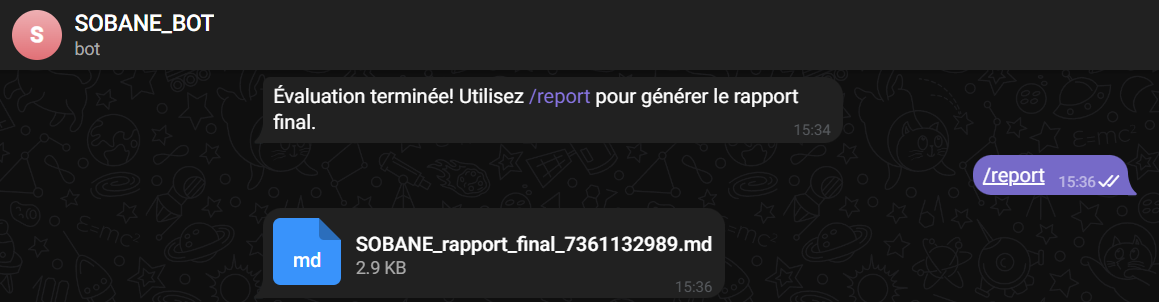 S
SOBANE_BOT
bot
Évaluation terminée! Utilisez /report pour générer le rapport
final.
15:34
/report 15:36
md
SOBANE_rapport_final_7361132989.md
2.9 KB
15:36